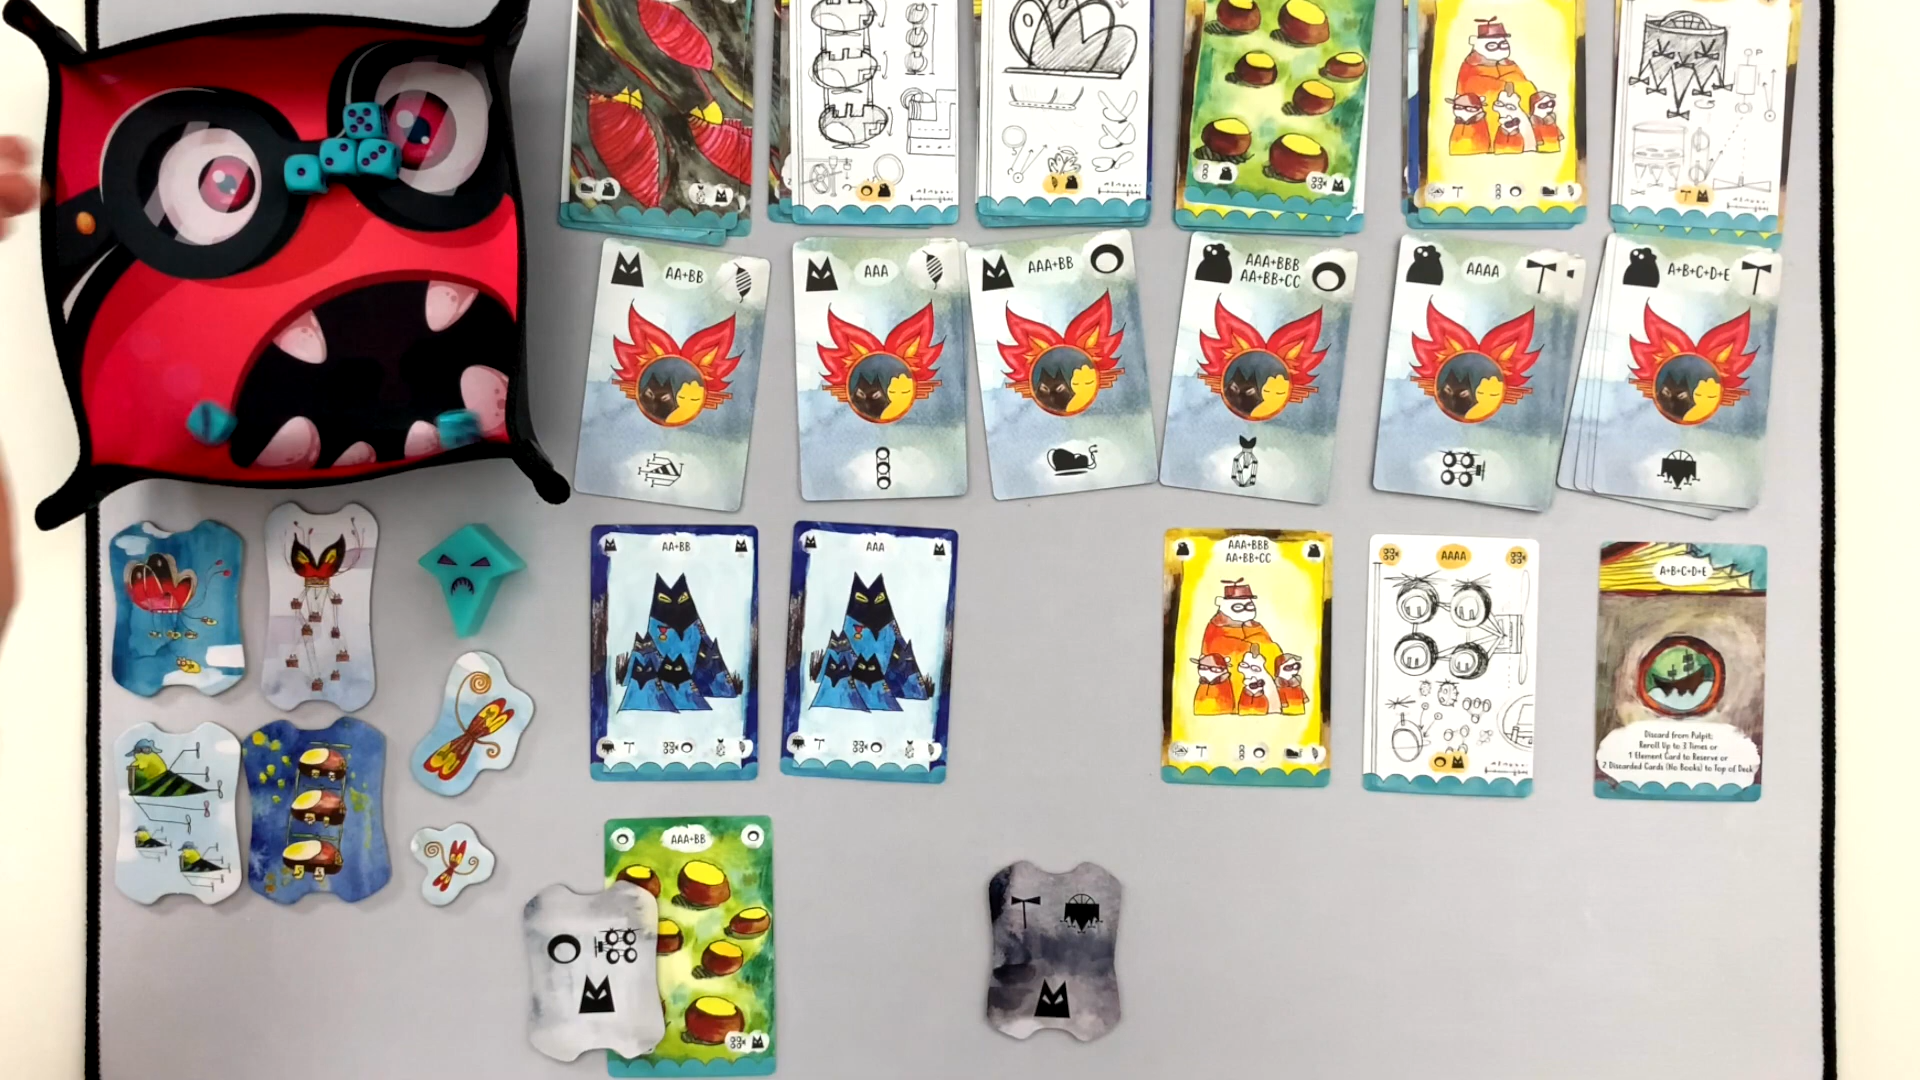 P
S
AA+BB
AAA
AAA+BB
AAA+BBB
AA+BB+CC
AAAA
A+B+C+D+E
AA+BB
AAA
AAA+BBB
AA+BB+CC
AAAA
A+B+C+D+E
Discard from Pulpit:
Reroll Up to 3 Times or
1 Element Card to Reserve or
2 Discarded Cards (No Books) to Top of Deck
AAA+BB